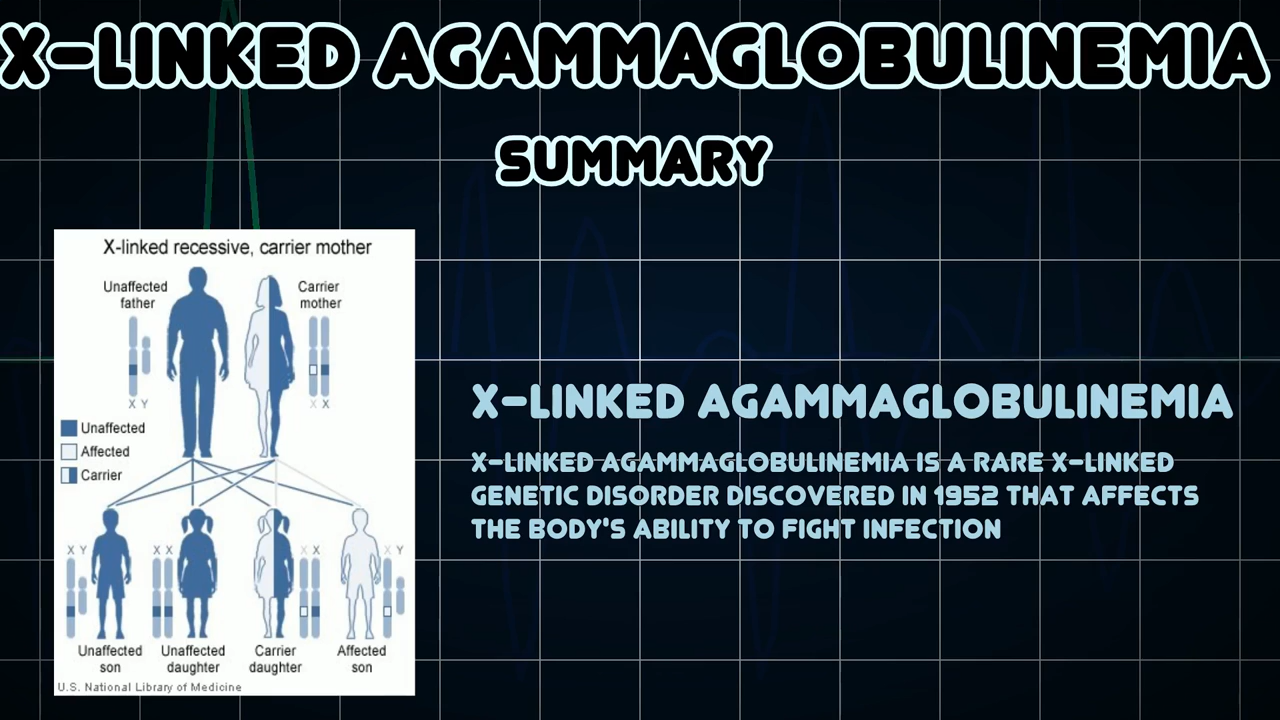 X-LINKED AGAMMAGLOBULINEMIA
SUMMARY
X-linked recessive, carrier mother
Unaffected
father
Carrier
mother
X Y
X X
Unaffected
Affected
Carrier
X Y
X X
X X
X Y
Unaffected
son
Unaffected
daughter
Carrier
daughter
Affected
son
U.S. National Library of Medicine
X-LINKED AGAMMAGLOBULINEMIA
X-LINKED AGAMMAGLOBULINEMIA IS A RARE X-LINKED
GENETIC DISORDER DISCOVERED IN 1952 THAT AFFECTS
THE BODY'S ABILITY TO FIGHT INFECTION